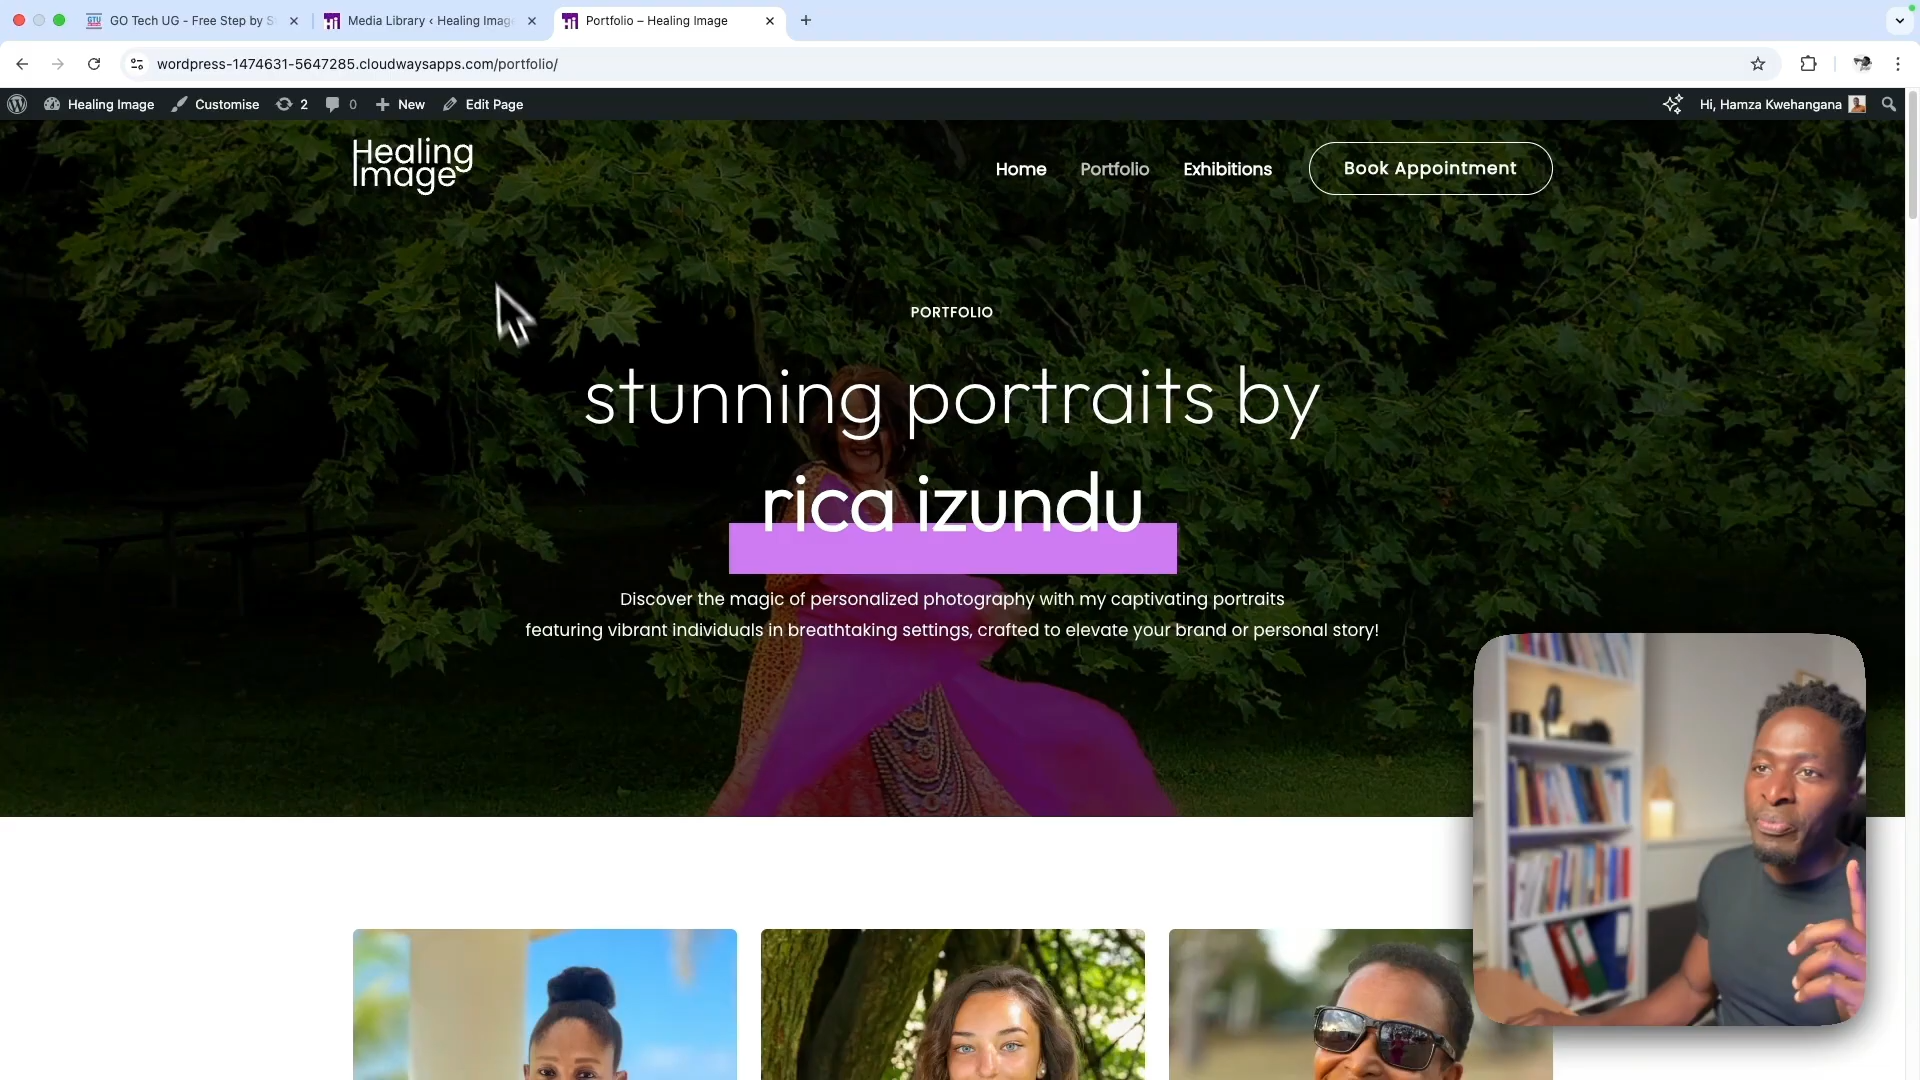 GO Tech UG - Free Step by S
Media Library ‹ Healing Image
Portfolio – Healing Image
wordpress-1474631-5647285.cloudwaysapps.com/portfolio/
Healing Image
Customise
2
0
New
Edit Page
Hi, Hamza Kwehangana
Healing
Image
Home
Portfolio
Exhibitions
Book Appointment
PORTFOLIO
stunning portraits by
rica izundu
Discover the magic of personalized photography with my captivating portraits
featuring vibrant individuals in breathtaking settings, crafted to elevate your brand or personal story!